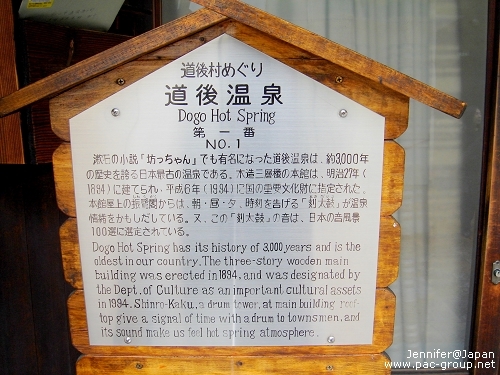 道後村めぐり
道後温泉
Dogo Hot Spring
第一番
NO.1
漱石の小説「坊っちゃん」でも有名になった道後温泉は、約3,000年
の歴史を誇る日本最古の温泉である。木造三層楼の本館は、明治27年
(1894)に建てられ、平成6年(1994)に国の重要文化財に指定された。
本館屋上の振鷺閣からは、朝・昼・夕、時刻を告げる「刻太鼓」が温泉
情緒をかもしだしている。又、この「刻太鼓」の音は、日本の音風景
100選に選定されている。
Dogo Hot Spring has its history of 3,000 years and is the
oldest in our country. The three-story wooden main
building was erected in 1894, and was designated by
the Dept. of Culture as an important cultural assets
in 1994. Shinro-Kaku, a drum tower, at main building roof-
top give a signal of time with a drum to townsmen, and
its sound make us feel hot spring atmosphere.
Jennifer@Japan
www.pac-group.net